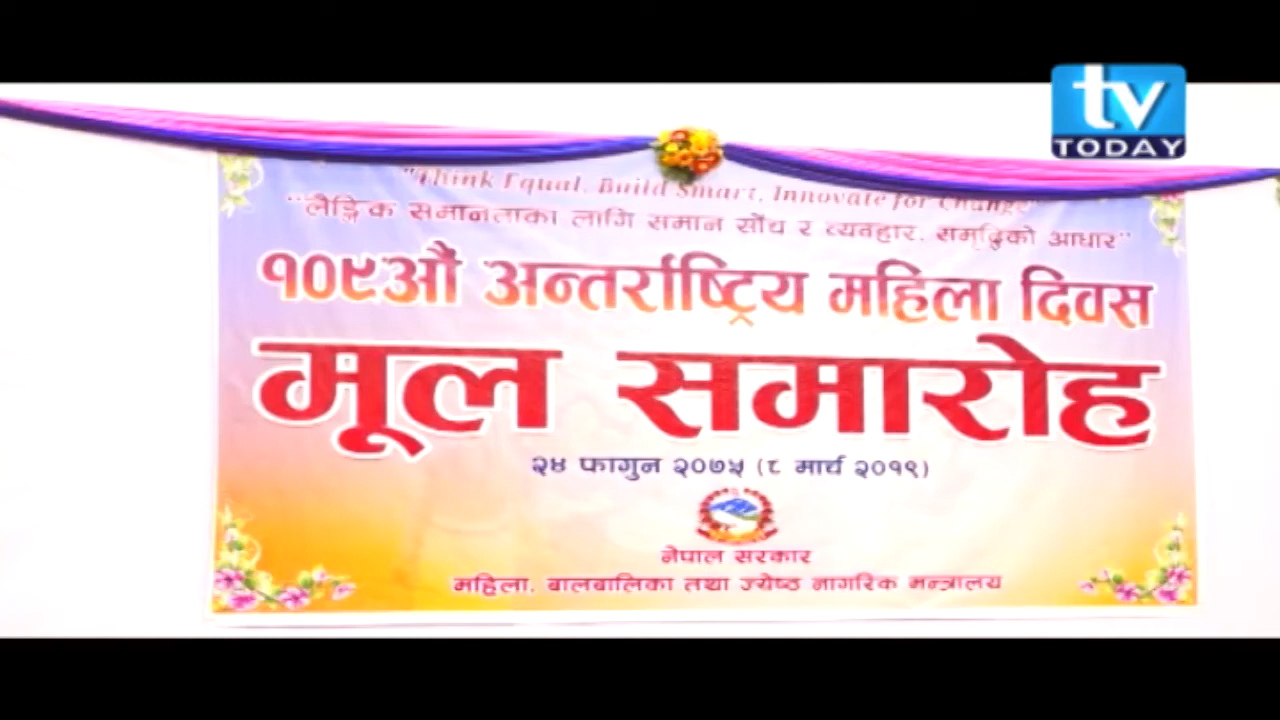 tv
TODAY
"Think Equal, Build Smart, Innovate for Change"
"लैङ्गिक समानताका लागि समान सोँच र व्यवहार, समृद्धिको आधार"
१०९औं अन्तर्राष्ट्रिय महिला दिवस
मूल समारोह
२४ फागुन २०७५ (८ मार्च २०१९)
नेपाल सरकार
महिला, बालबालिका तथा ज्येष्ठ नागरिक मन्त्रालय